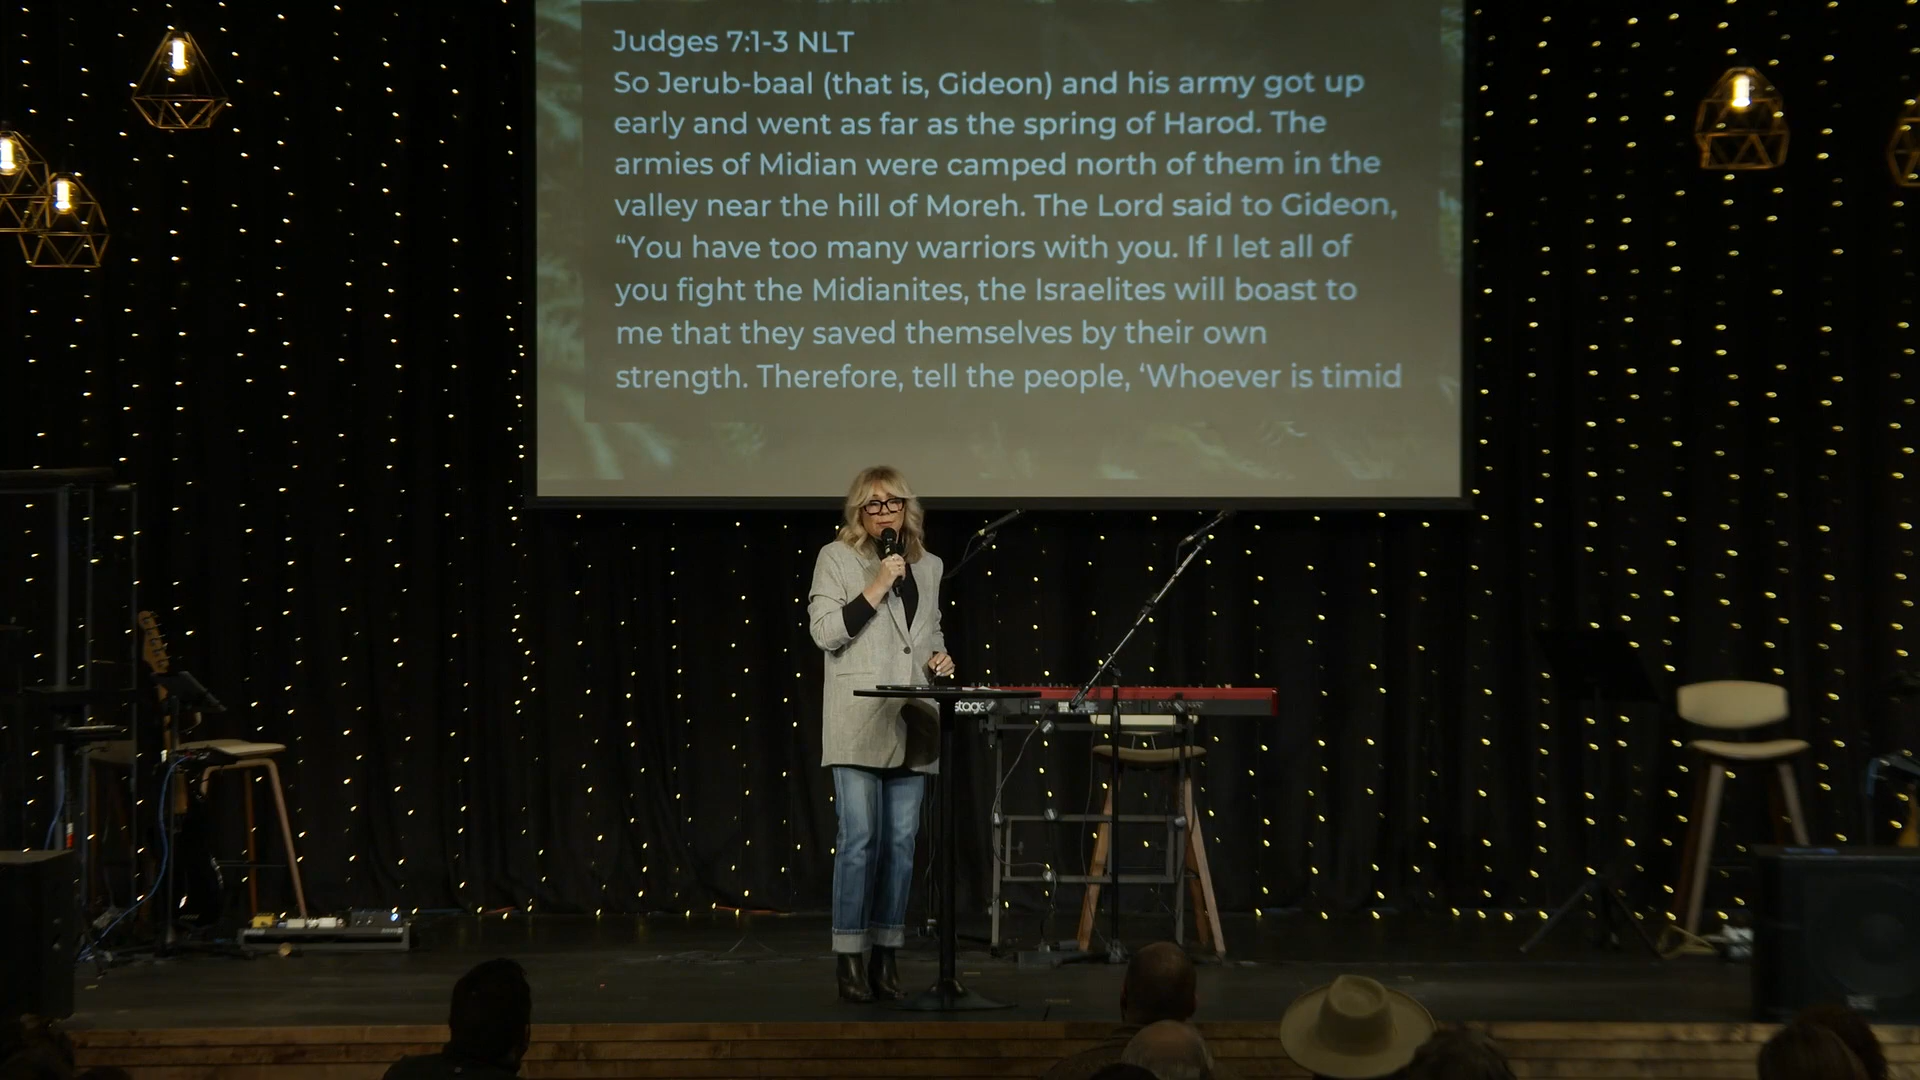 Judges 7:1-3 NLT
So Jerub-baal (that is, Gideon) and his army got up
early and went as far as the spring of Harod. The
armies of Midian were camped north of them in the
valley near the hill of Moreh. The Lord said to Gideon,
“You have too many warriors with you. If I let all of
you fight the Midianites, the Israelites will boast to
me that they saved themselves by their own
strength. Therefore, tell the people, ‘Whoever is timid
stage